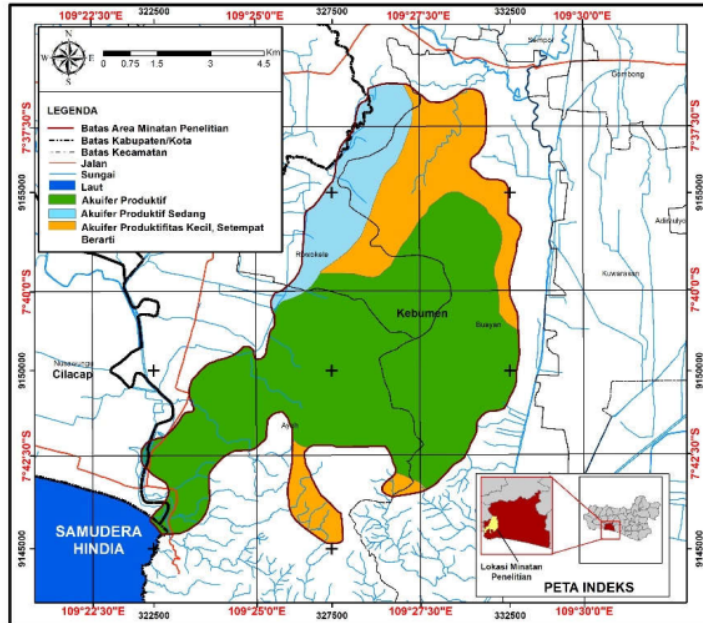 109°22'30"E 109°25'0"E 109°27'30"E 109°30'0"E
322500 327500 332500
N
W E
S
Km
0 0.75 1.5 3 4.5
LEGENDA
Batas Area Minatan Penelitian
Batas Kabupaten/Kota
Batas Kecamatan
Jalan
Sungai
Laut
Akuifer Produktif
Akuifer Produktif Sedang
Akuifer Produktifitas Kecil, Setempat
Berarti
Sempor
Gombong
7°37'30"S 7°37'30"S
9155000 9155000
Adimulyo
Rowokele
Kuwarasan
7°40'0"S 7°40'0"S
Kebumen
Buayan
Nusawungu
Cilacap
9150000 9150000
Ayah
7°42'30"S 7°42'30"S
SAMUDERA
HINDIA
Lokasi Minatan
Penelitian
PETA INDEKS
9145000 9145000
322500 327500 332500
109°22'30"E 109°25'0"E 109°27'30"E 109°30'0"E